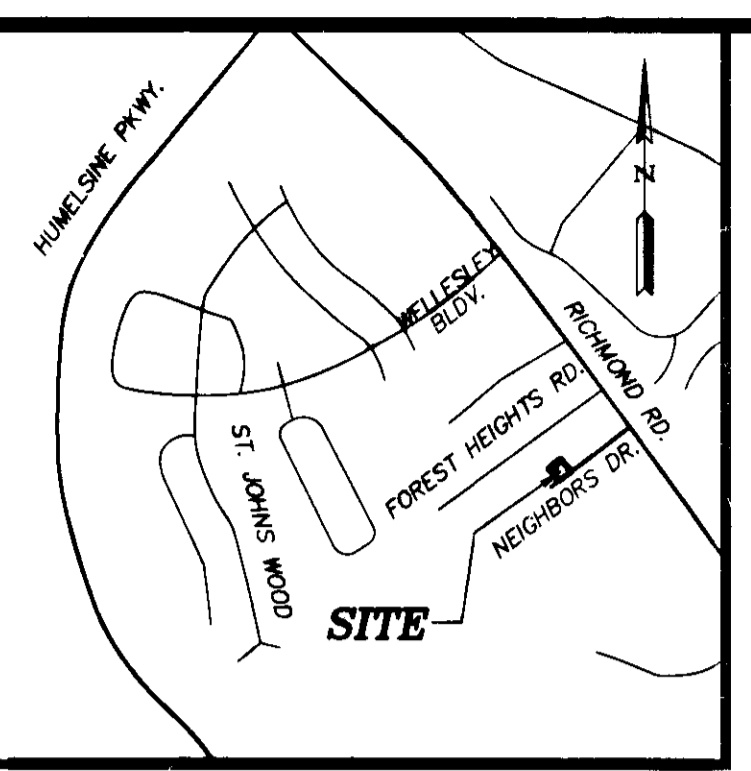 HUMELSINE PKWY.
N
WELLESLEY
BLDV.
RICHMOND RD.
FOREST HEIGHTS RD.
ST. JOHNS WOOD
NEIGHBORS DR.
SITE